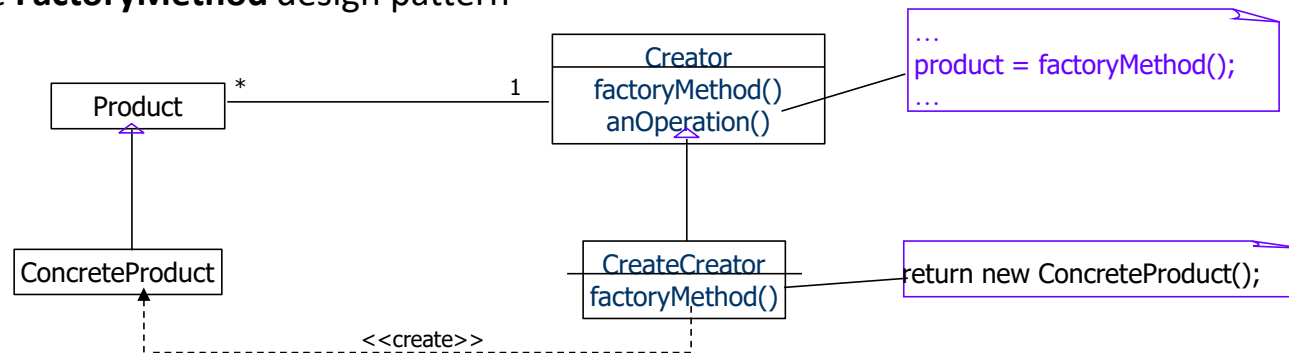 FactoryMethod design pattern
Creator
factoryMethod()
anOperation()
…
product = factoryMethod();
…
Product
*
1
ConcreteProduct
CreateCreator
factoryMethod()
return new ConcreteProduct();
<<create>>